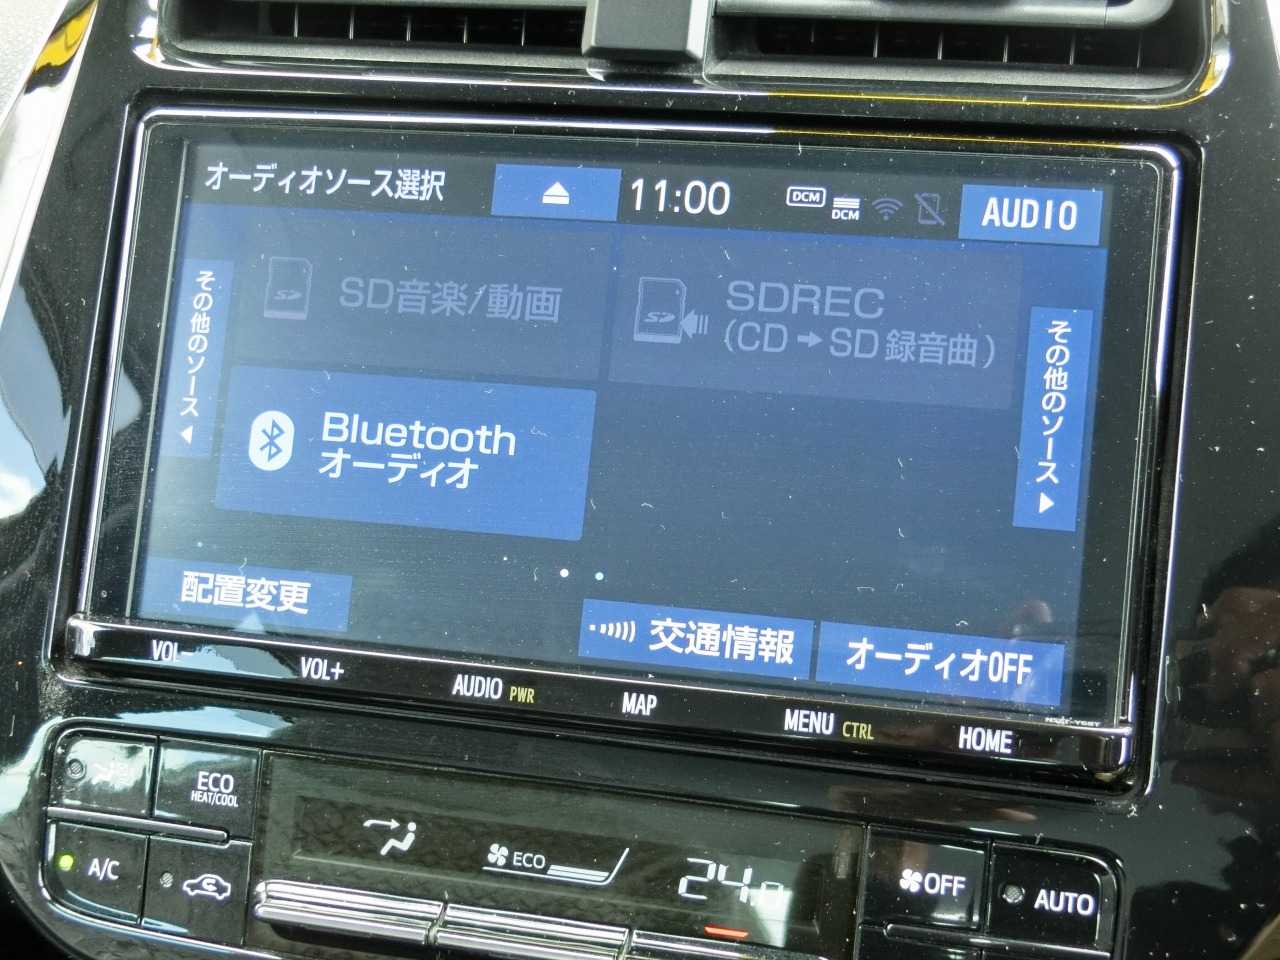 オーディオソース選択
11:00
DCM
DCM
AUDIO
その他のソース
SD
SD音楽/動画
SD
SDREC
(CD➡SD録音曲)
その他のソース
Bluetooth
オーディオ
配置変更
交通情報
オーディオOFF
VOL−
VOL+
AUDIO PWR
MAP
MENU CTRL
HOME
ECO
HEAT/COOL
A/C
ECO
24.0
OFF
AUTO